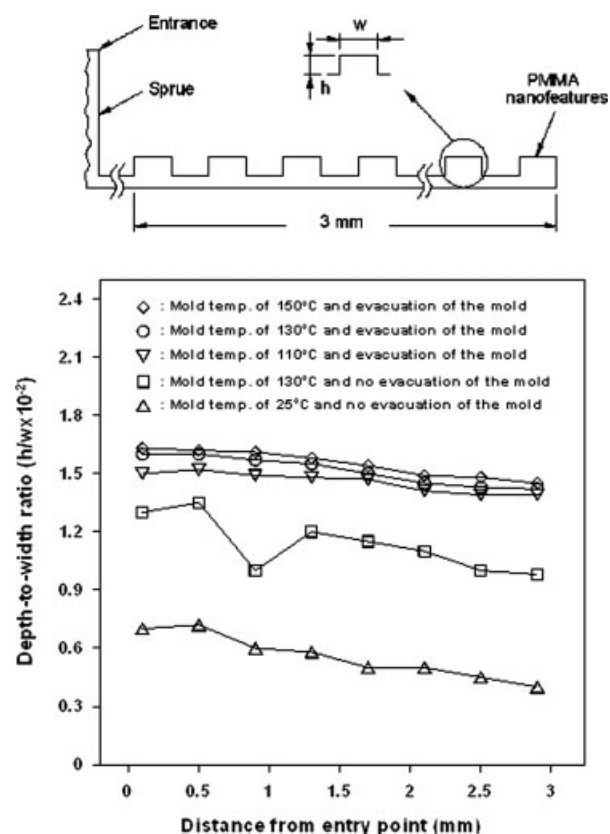 Entrance
w
Sprue
h
PMMA
nanofeatures
3 mm
Depth-to-width ratio (h/wx10-2)
2.4
2.1
1.8
1.5
1.2
0.9
0.6
0.3
0
◇ : Mold temp. of 150°C and evacuation of the mold
○ : Mold temp. of 130°C and evacuation of the mold
▽ : Mold temp. of 110°C and evacuation of the mold
□ : Mold temp. of 130°C and no evacuation of the mold
△ : Mold temp. of 25°C and no evacuation of the mold
0 0.5 1 1.5 2 2.5 3
Distance from entry point (mm)